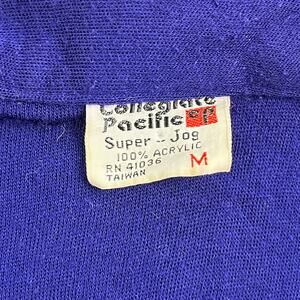 Collegiate
Pacific
Super - Jog
100% ACRYLIC
RN 41036 M
TAIWAN